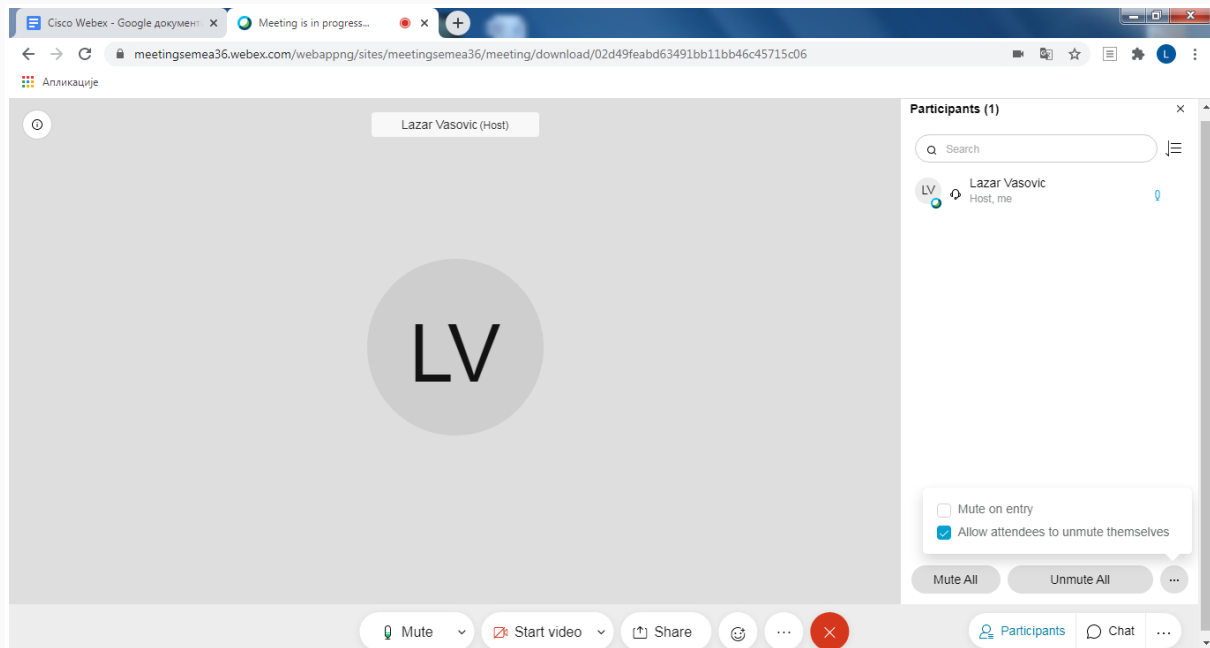 Cisco Webex - Google документ
Meeting is in progress...
meetingsemea36.webex.com/webappng/sites/meetingsemea36/meeting/download/02d49feabd63491bb11bb46c45715c06
L
Апликације
Lazar Vasovic (Host)
LV
Participants (1)
Search
LV
Lazar Vasovic
Host, me
Mute on entry
Allow attendees to unmute themselves
Mute All
Unmute All
Mute
Start video
Share
Participants
Chat